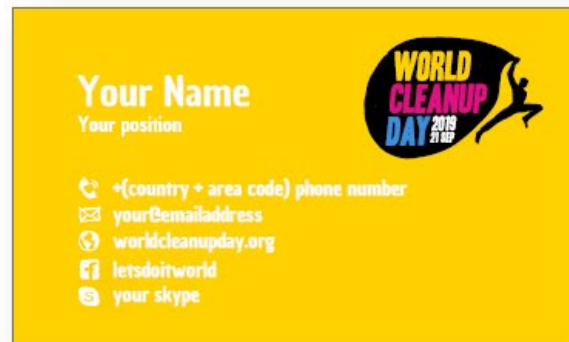 Your Name
Your position
WORLD
CLEANUP
DAY 2019
21 SEP
+(country + area code) phone number
your@emailaddress
worldcleanupday.org
letsdoitworld
your skype